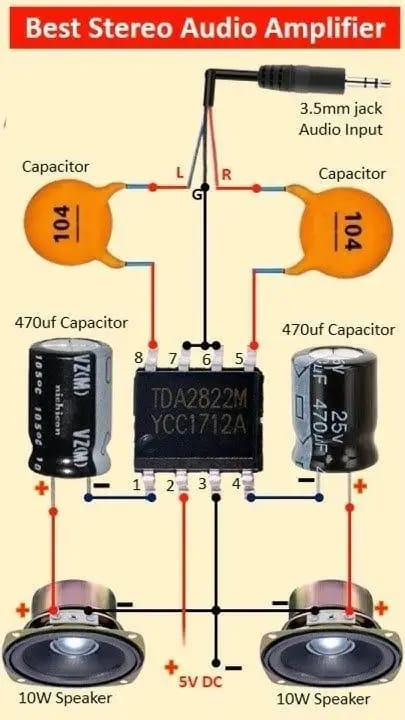 Best Stereo Audio Amplifier
3.5mm jack
Audio Input
Capacitor
L
R
Capacitor
G
104
104
470uf Capacitor
470uf Capacitor
8
7
6
5
TDA2822M
YCC1712A
VZ(M)
105°C
nichicon
VZ(M)
105°C
25V
470µF
1
2
3
4
+
−
−
+
+
−
−
+
10W Speaker
+
5V DC
−
10W Speaker